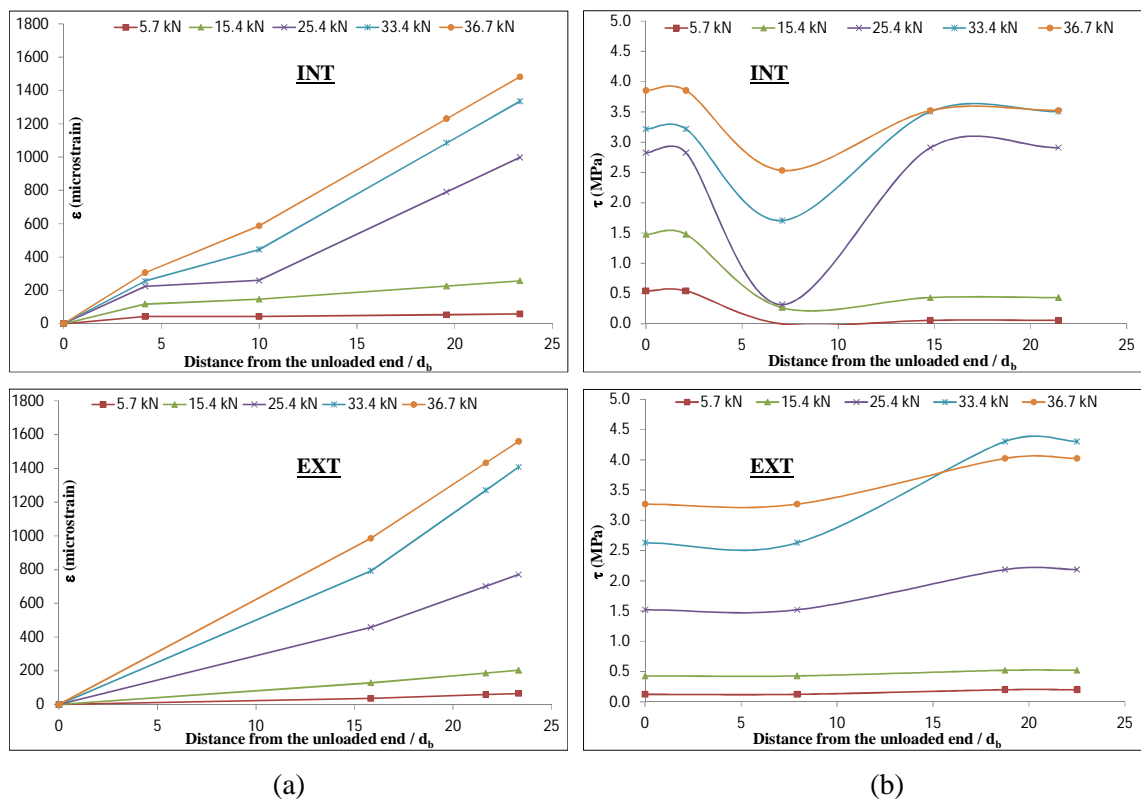 1800
1600
1400
1200
1000
800
600
400
200
0
ε (microstrain)
5.7 kN 15.4 kN 25.4 kN 33.4 kN 36.7 kN
INT
0 5 10 15 20 25
Distance from the unloaded end / d_b
5.0
4.5
4.0
3.5
3.0
2.5
2.0
1.5
1.0
0.5
0.0
τ (MPa)
5.7 kN 15.4 kN 25.4 kN 33.4 kN 36.7 kN
INT
0 5 10 15 20 25
Distance from the unloaded end / d_b
1800
1600
1400
1200
1000
800
600
400
200
0
ε (microstrain)
5.7 kN 15.4 kN 25.4 kN 33.4 kN 36.7 kN
EXT
0 5 10 15 20 25
Distance from the unloaded end / d_b
5.0
4.5
4.0
3.5
3.0
2.5
2.0
1.5
1.0
0.5
0.0
τ (MPa)
5.7 kN 15.4 kN 25.4 kN 33.4 kN 36.7 kN
EXT
0 5 10 15 20 25
Distance from the unloaded end / d_b
(a)
(b)